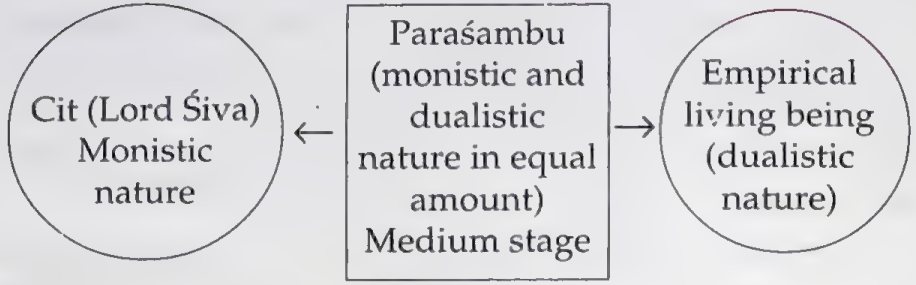 Cit (Lord Śiva)
Monistic
nature
Paraśambu
(monistic and
dualistic
nature in equal
amount)
Medium stage
Empirical
living being
(dualistic
nature)